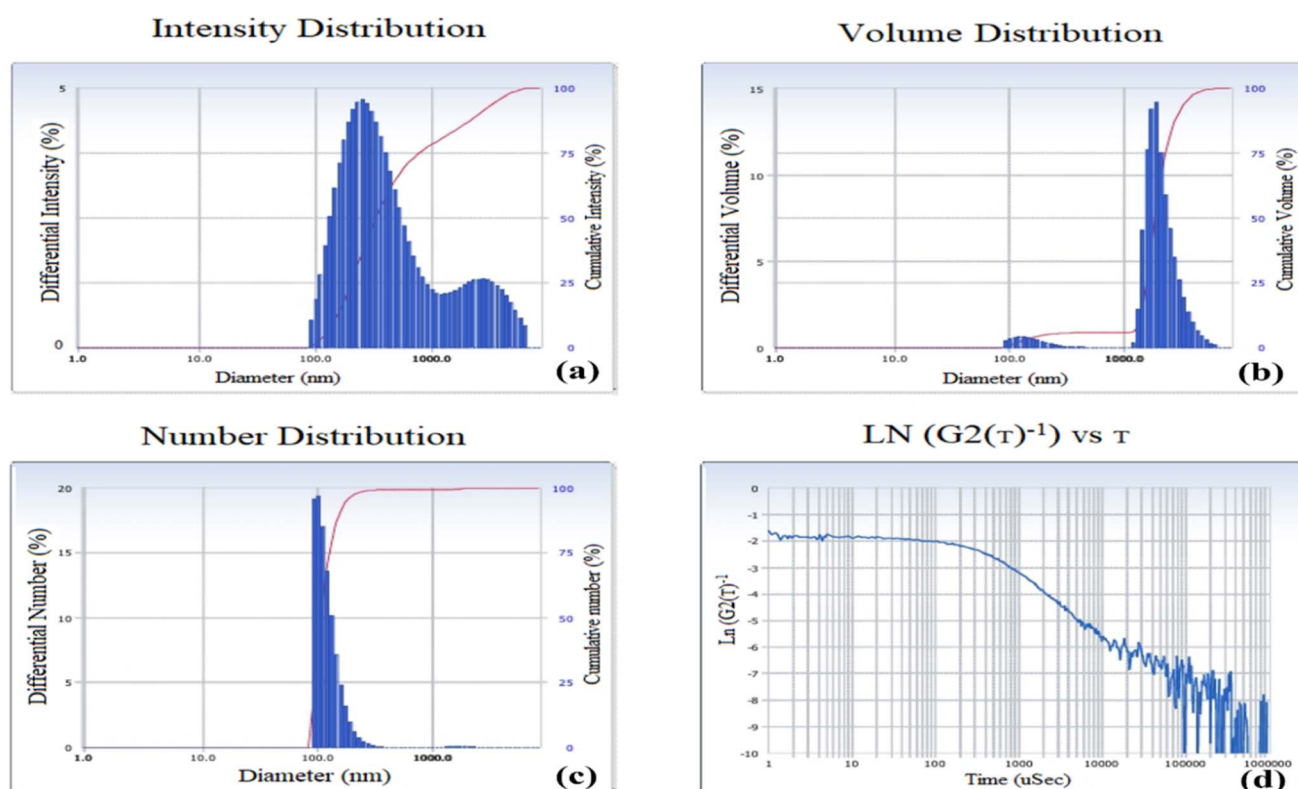 Intensity Distribution
5
0
100
75
50
25
0
1.0 10.0 100.0 1000.0
Differential Intensity (%)
Cumulative Intensity (%)
Diameter (nm)
(a)
Volume Distribution
15
10
5
0
100
75
50
25
0
1.0 10.0 100.0 1000.0
Differential Volume (%)
Cumulative Volume (%)
Diameter (nm)
(b)
Number Distribution
20
15
10
5
0
100
75
50
25
0
1.0 10.0 100.0 1000.0
Differential Number (%)
Cumulative number (%)
Diameter (nm)
(c)
LN (G2(τ)-1) vs τ
0
-1
-2
-3
-4
-5
-6
-7
-8
-9
-10
1 10 100 1000 10000 100000 1000000
Ln (G2(τ)-1
Time (uSec)
(d)